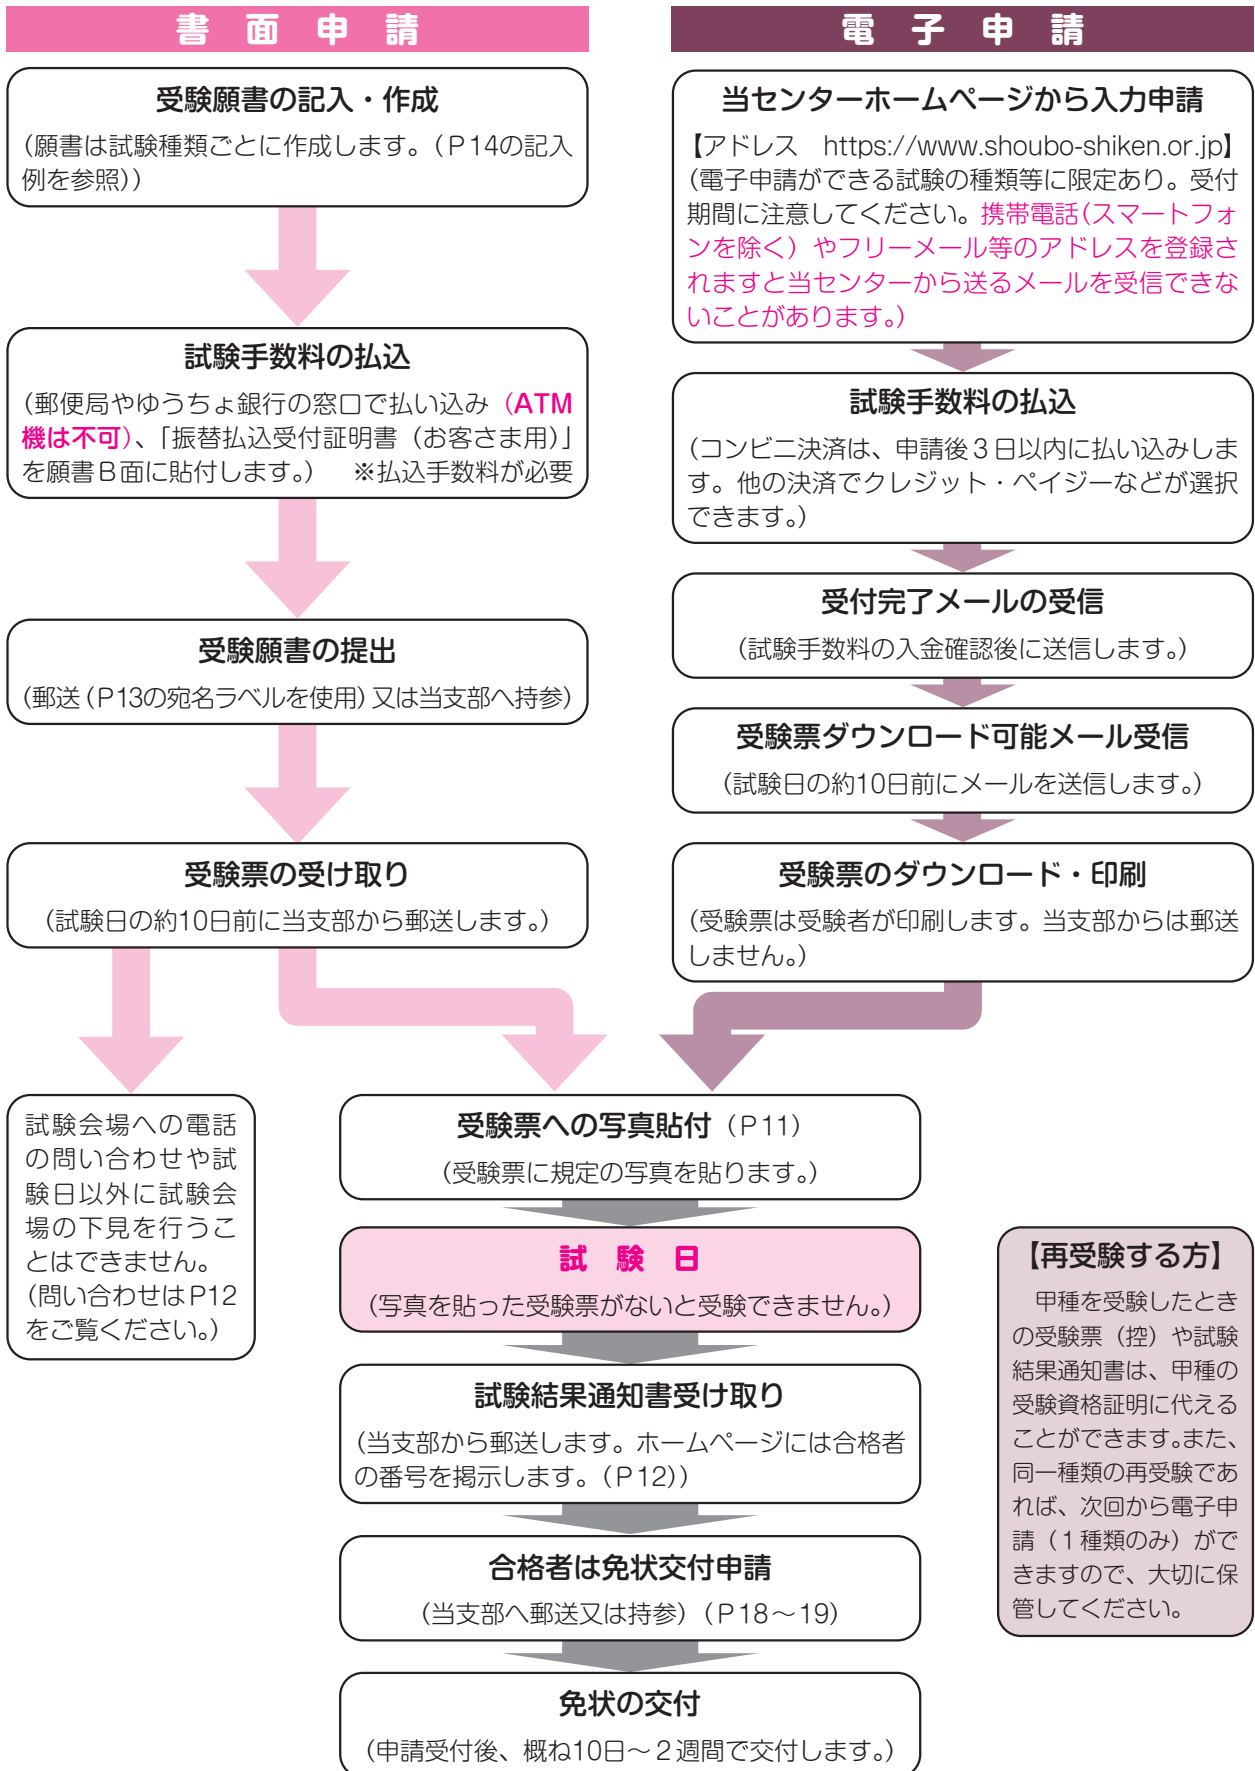 書面申請
受験願書の記入・作成
（願書は試験種類ごとに作成します。（P14の記入
例を参照））
試験手数料の払込
（郵便局やゆうちょ銀行の窓口で払い込み（ATM
機は不可）、「振替払込受付証明書（お客さま用）」
を願書B面に貼付します。）　※払込手数料が必要
受験願書の提出
（郵送（P13の宛名ラベルを使用）又は当支部へ持参）
受験票の受け取り
（試験日の約10日前に当支部から郵送します。）
試験会場への電話
の問い合わせや試
験日以外に試験会
場の下見を行うこ
とはできません。
（問い合わせはP12
をご覧ください。）
電子申請
当センターホームページから入力申請
【アドレス　https://www.shoubo-shiken.or.jp】
（電子申請ができる試験の種類等に限定あり。受付
期間に注意してください。携帯電話（スマートフォ
ンを除く）やフリーメール等のアドレスを登録さ
れますと当センターから送るメールを受信できな
いことがあります。）
試験手数料の払込
（コンビニ決済は、申請後３日以内に払い込みしま
す。他の決済でクレジット・ペイジーなどが選択
できます。）
受付完了メールの受信
（試験手数料の入金確認後に送信します。）
受験票ダウンロード可能メール受信
（試験日の約10日前にメールを送信します。）
受験票のダウンロード・印刷
（受験票は受験者が印刷します。当支部からは郵送
しません。）
受験票への写真貼付（P11）
（受験票に規定の写真を貼ります。）
試験日
（写真を貼った受験票がないと受験できません。）
試験結果通知書受け取り
（当支部から郵送します。ホームページには合格者
の番号を掲示します。（P12））
合格者は免状交付申請
（当支部へ郵送又は持参）（P18～19）
免状の交付
（申請受付後、概ね10日～２週間で交付します。）
【再受験する方】
　甲種を受験したとき
の受験票（控）や試験
結果通知書は、甲種の
受験資格証明に代える
ことができます。また、
同一種類の再受験であ
れば、次回から電子申
請（１種類のみ）がで
きますので、大切に保
管してください。